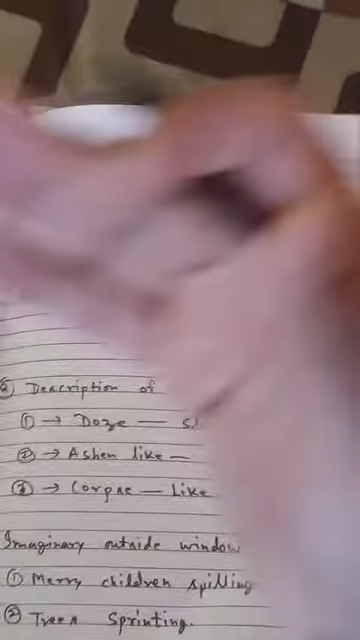 Description of
① → Doze —
② → Ashen like —
③ → Corpse — Like
Imaginary outside window
① Merry children spilling
② Trees Sprinting.